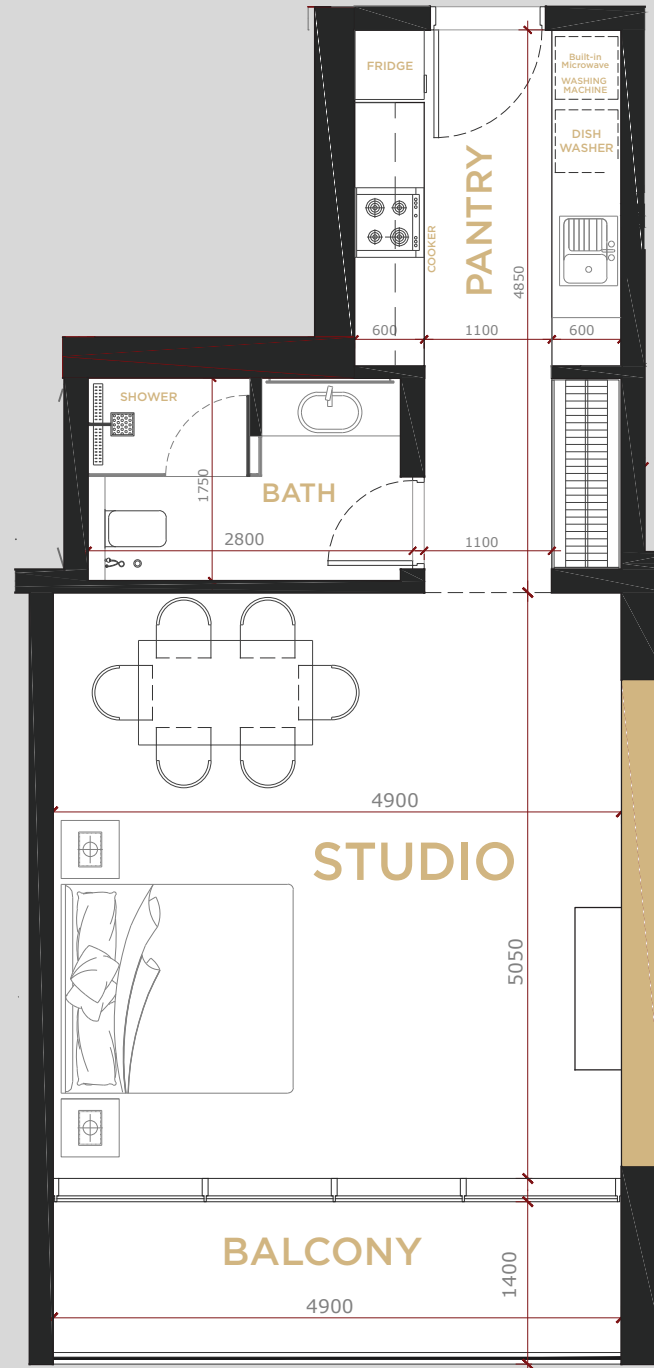 FRIDGE
Built-in
Microwave
WASHING
MACHINE
DISH
WASHER
PANTRY
COOKER
4850
600
1100
600
SHOWER
BATH
1750
2800
1100
4900
STUDIO
5050
BALCONY
1400
4900